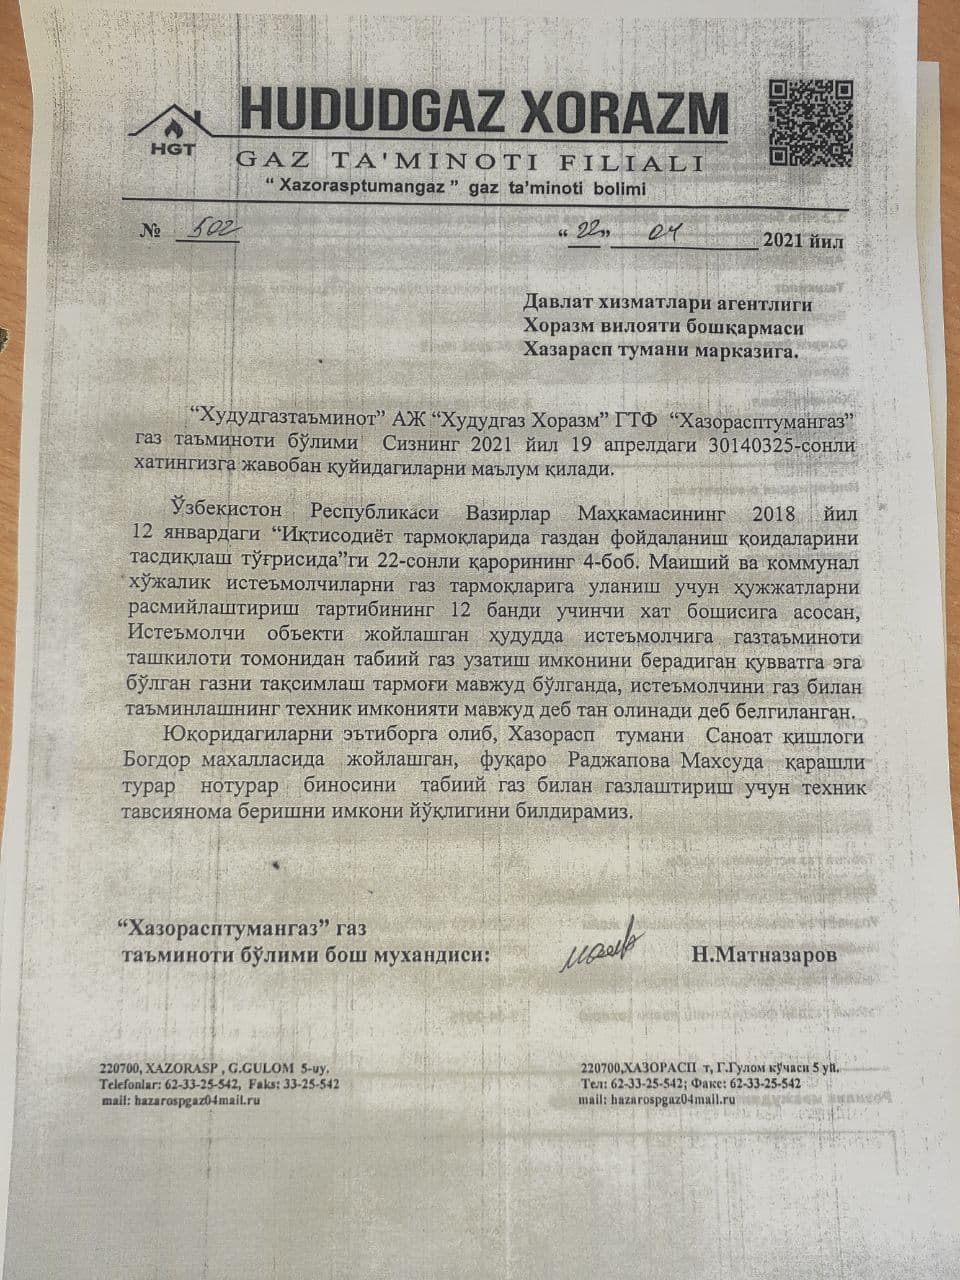 HUDUDGAZ XORAZM
HGT
GAZ TA'MINOTI FILIALI
“ Xazorasptumangaz ” gaz ta’minoti bolimi
№ 502
“ 22 ” 04 2021 йил
Давлат хизматлари агентлиги
Хоразм вилояти бошқармаси
Хазарасп тумани марказига.
“Худудгазтаъминот” АЖ “Худудгаз Хоразм” ГТФ “Хазорасптумангаз”
газ таъминоти бўлими Сизнинг 2021 йил 19 апрелдаги 30140325-сонли
хатингизга жавобан қуйидагиларни маълум қилади.
Ўзбекистон Республикаси Вазирлар Маҳкамасининг 2018 йил
12 январдаги “Иқтисодиёт тармоқларида газдан фойдаланиш қоидаларини
тасдиқлаш тўғрисида”ги 22-сонли қарорининг 4-боб. Маиший ва коммунал
хўжалик истеъмолчиларни газ тармоқларига уланиш учун ҳужжатларни
расмийлаштириш тартибининг 12 банди учинчи хат бошисига асосан,
Истеъмолчи объекти жойлашган ҳудудда истеъмолчига газтаъминоти
ташкилоти томонидан табиий газ узатиш имконини берадиган қувватга эга
бўлган газни тақсимлаш тармоғи мавжуд бўлганда, истеъмолчини газ билан
таъминлашнинг техник имконияти мавжуд деб тан олинади деб белгиланган.
Юқоридагиларни эътиборга олиб, Хазорасп тумани Саноат қишлоги
Богдор махалласида жойлашган, фуқаро Раджапова Махсуда қарашли
турар нотурар биносини табиий газ билан газлаштириш учун техник
тавсиянома беришни имкони йўқлигини билдирамиз.
“Хазорасптумангаз” газ
таъминоти бўлими бош мухандиси:
Н.Матназаров
220700, XAZORASP , G.GULOM 5-uy.
Telefonlar: 62-33-25-542, Faks: 33-25-542
mail: hazarospgaz04mail.ru
220700,ХАЗОРАСП т, Г.Гулом кўчаси 5 уй.
Тел: 62-33-25-542; Факс: 62-33-25-542
mail: hazarospgaz04mail.ru